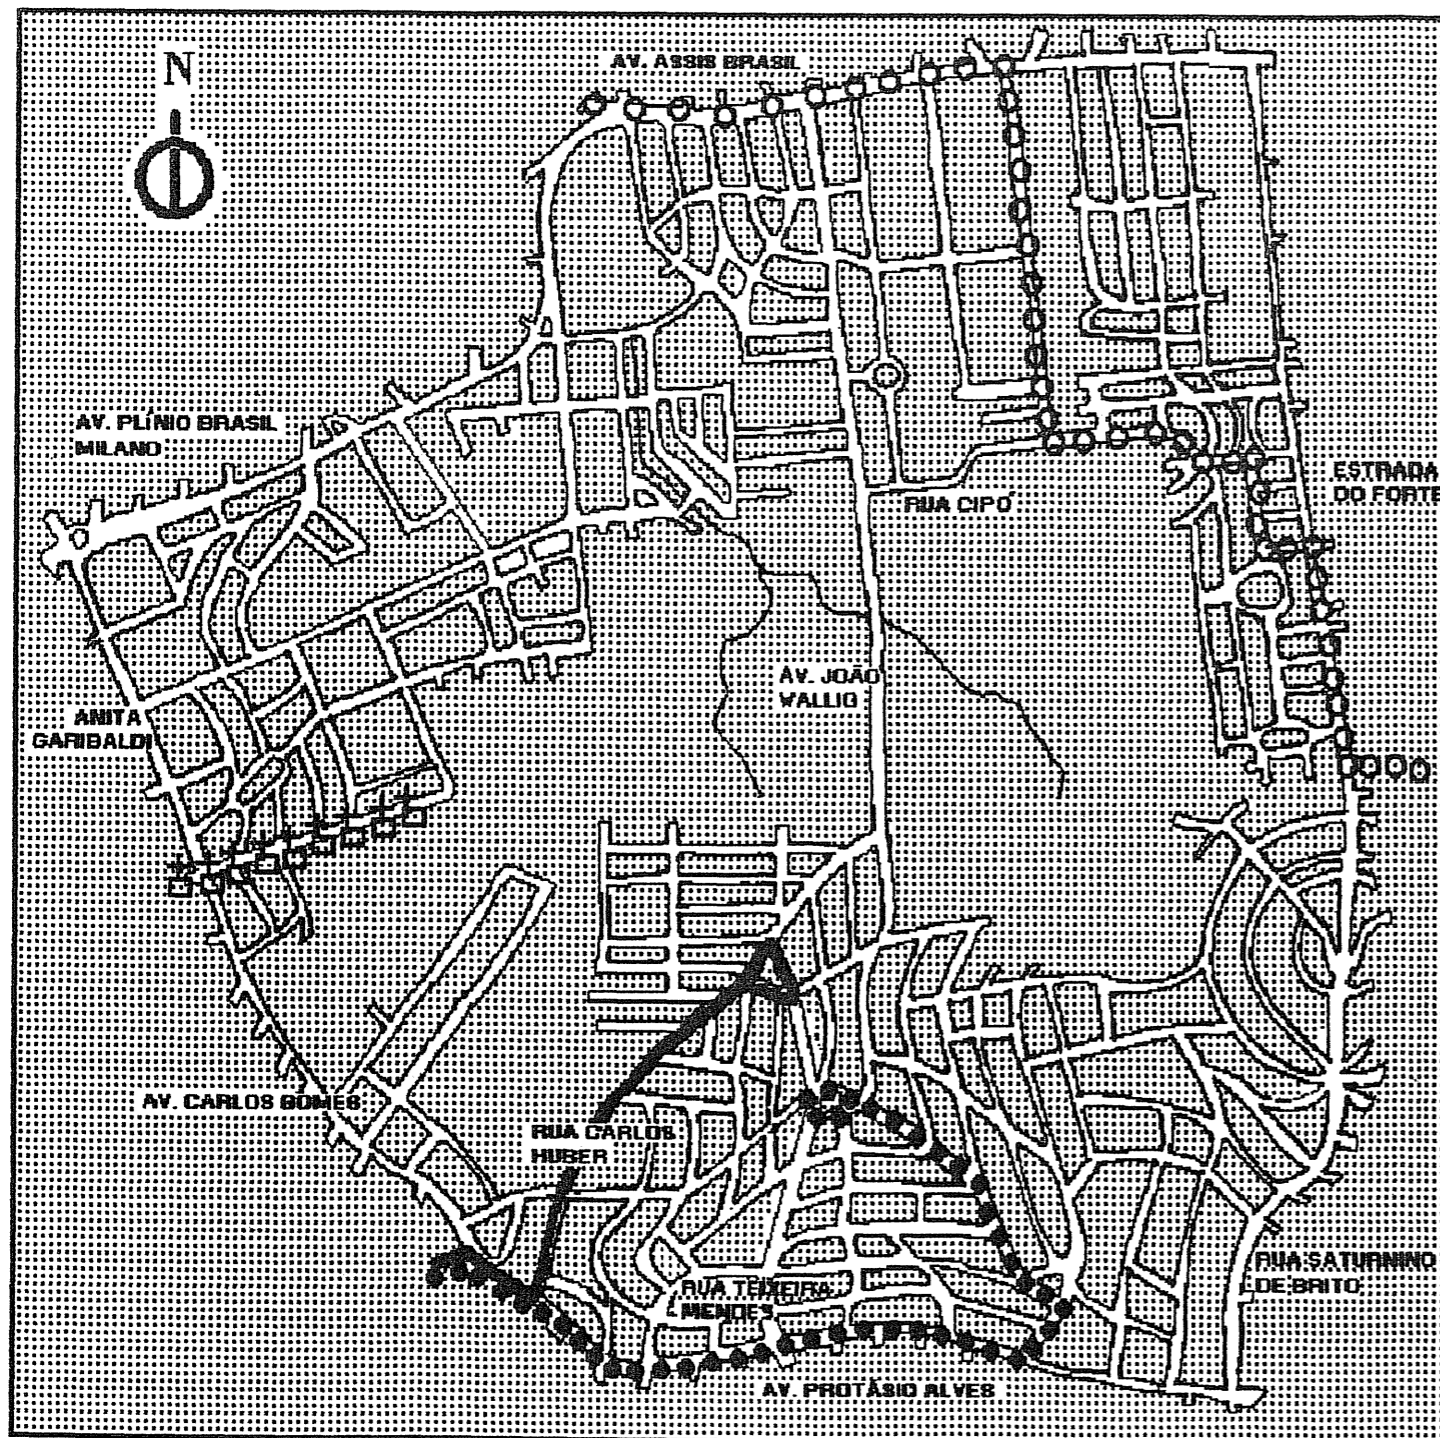 N
AV. ASSIS BRASIL
AV. PLÍNIO BRASIL
MILANO
ESTRADA
DO FORTE
RUA CIPÓ
AV. JOÃO
WALLIG
ANITA
GARIBALDI
AV. CARLOS GOMES
RUA CARLOS
HUBER
RUA SATURNINO
DE BRITO
RUA TEIXEIRA
MENDES
AV. PROTÁSIO ALVES